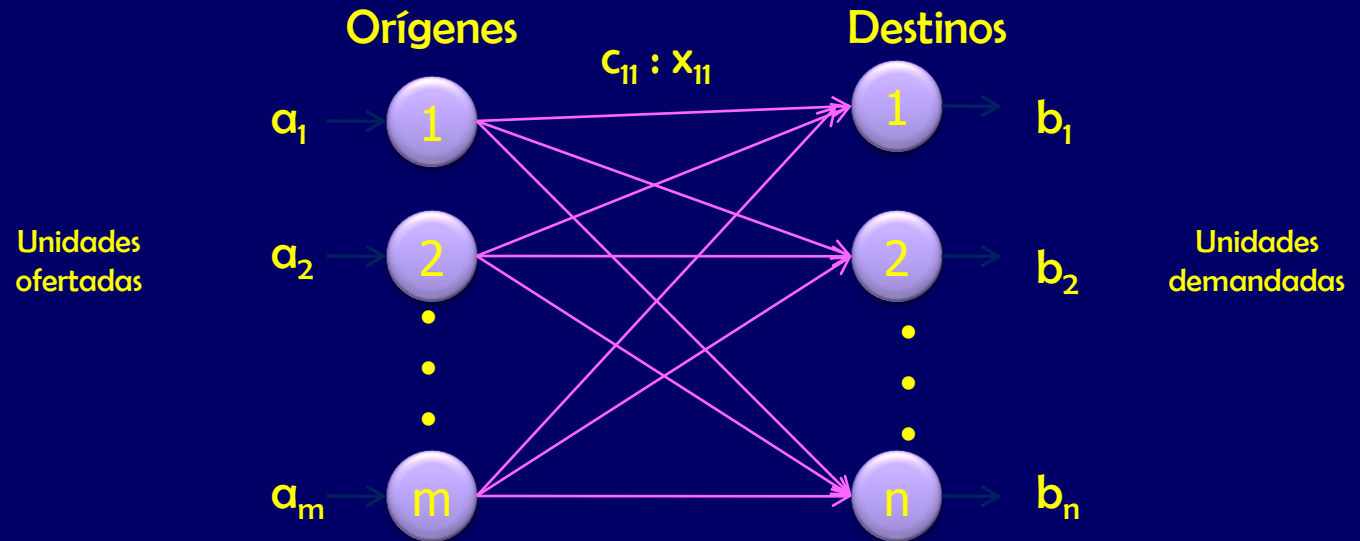 Orígenes
Destinos
c11 : x11
a1
1
1
b1
Unidades
ofertadas
a2
2
2
b2
Unidades
demandadas
am
m
n
bn